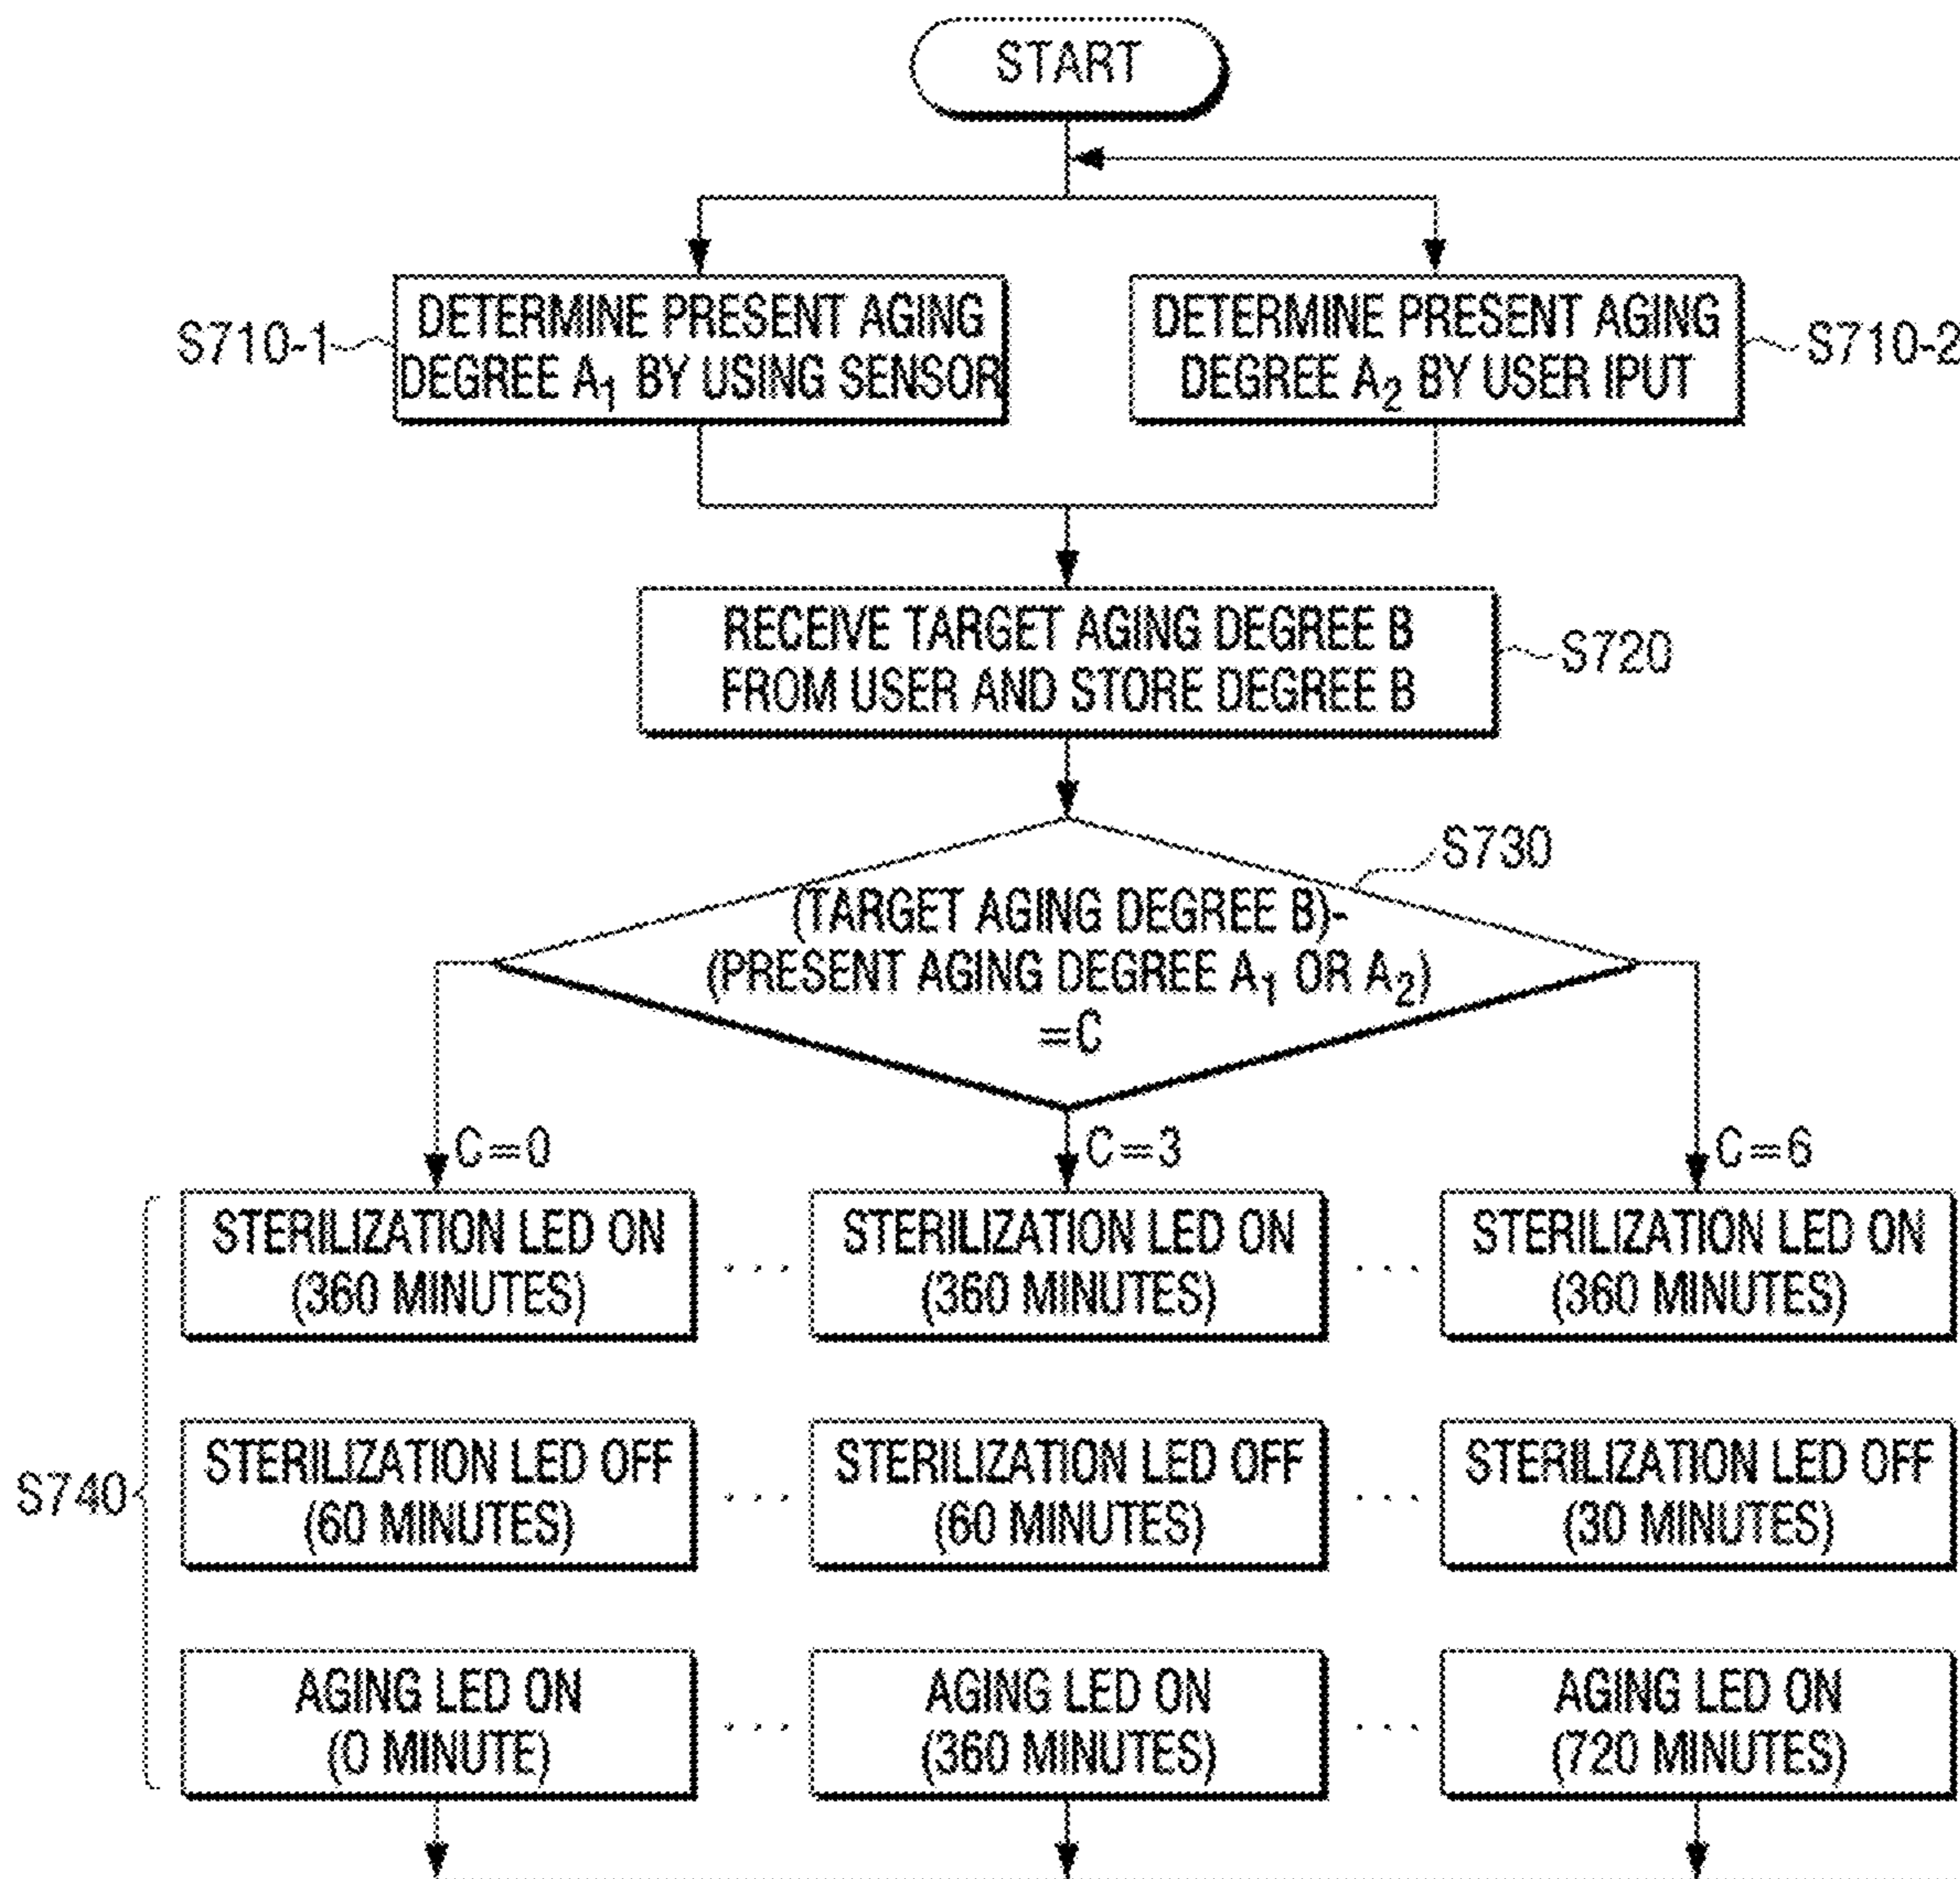 START
DETERMINE PRESENT AGING
DEGREE A₁ BY USING SENSOR
S710-1
DETERMINE PRESENT AGING
DEGREE A₂ BY USER IPUT
S710-2
RECEIVE TARGET AGING DEGREE B
FROM USER AND STORE DEGREE B
S720
S730
(TARGET AGING DEGREE B)-
(PRESENT AGING DEGREE A₁ OR A₂)
=C
C=0
C=3
C=6
STERILIZATION LED ON
(360 MINUTES)
. . .
STERILIZATION LED ON
(360 MINUTES)
. . .
STERILIZATION LED ON
(360 MINUTES)
S740
STERILIZATION LED OFF
(60 MINUTES)
. . .
STERILIZATION LED OFF
(60 MINUTES)
. . .
STERILIZATION LED OFF
(30 MINUTES)
AGING LED ON
(0 MINUTE)
. . .
AGING LED ON
(360 MINUTES)
. . .
AGING LED ON
(720 MINUTES)